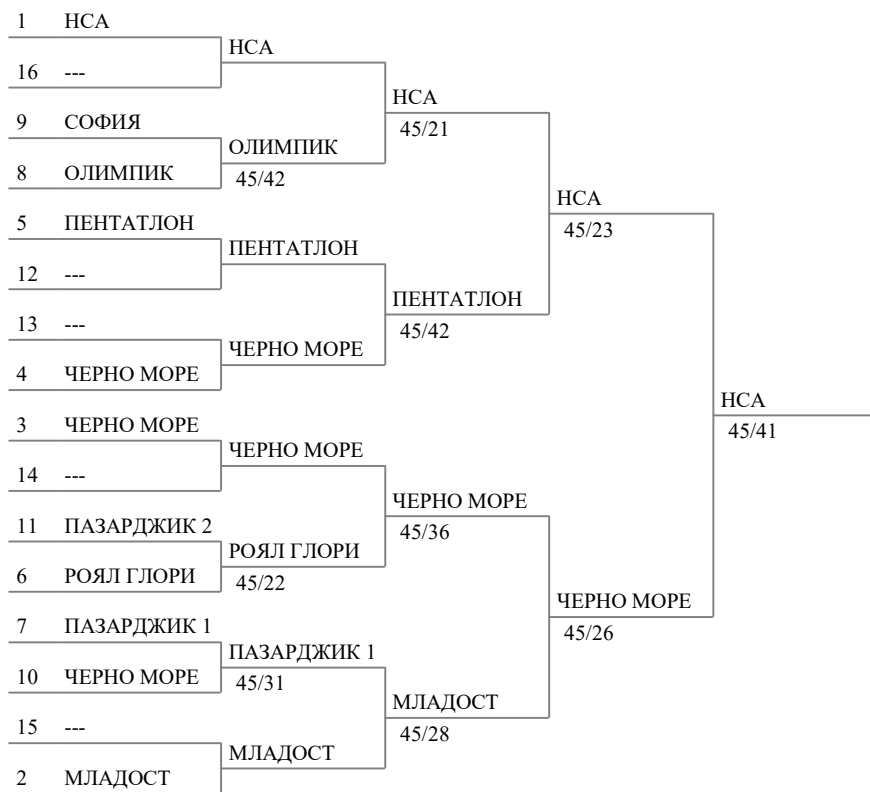 1 НСА
НСА
16 ---
НСА
9 СОФИЯ
45/21
ОЛИМПИК
8 ОЛИМПИК
45/42
НСА
5 ПЕНТАТЛОН
45/23
ПЕНТАТЛОН
12 ---
ПЕНТАТЛОН
13 ---
45/42
ЧЕРНО МОРЕ
4 ЧЕРНО МОРЕ
НСА
3 ЧЕРНО МОРЕ
45/41
ЧЕРНО МОРЕ
14 ---
ЧЕРНО МОРЕ
11 ПАЗАРДЖИК 2
45/36
РОЯЛ ГЛОРИ
6 РОЯЛ ГЛОРИ
45/22
ЧЕРНО МОРЕ
7 ПАЗАРДЖИК 1
45/26
ПАЗАРДЖИК 1
10 ЧЕРНО МОРЕ
45/31
МЛАДОСТ
15 ---
45/28
МЛАДОСТ
2 МЛАДОСТ